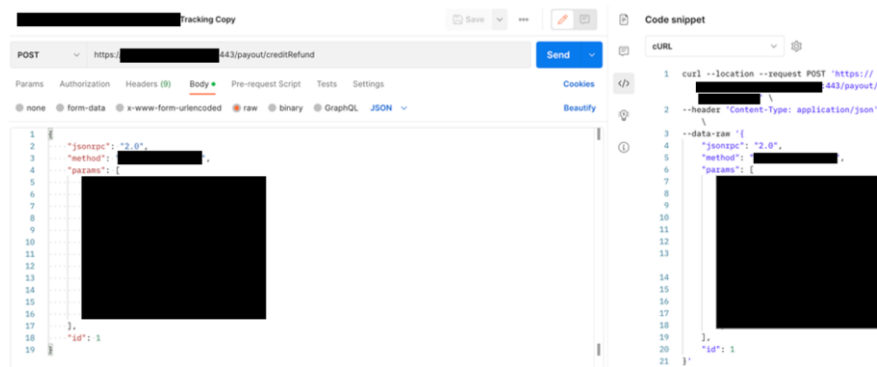 Tracking Copy
Save
POST https:// 443/payout/creditRefund
Send
Params Authorization Headers (9) Body Pre-request Script Tests Settings
Cookies
none form-data x-www-form-urlencoded raw binary GraphQL JSON
Beautify
1 {
2 "jsonrpc": "2.0",
3 "method": " ",
4 "params": [
5
6
7
8
9
10
11
12
13
14
15
16
17 ],
18 "id": 1
19 }
Code snippet
cURL
1 curl --location --request POST 'https://
:443/payout/
' \
2 --header 'Content-Type: application/json'
\
3 --data-raw '{
4 "jsonrpc": "2.0",
5 "method": " ",
6 "params": [
7
8
9
10
11
12
13
14
15
16
17
18
19 ],
20 "id": 1
21 }'